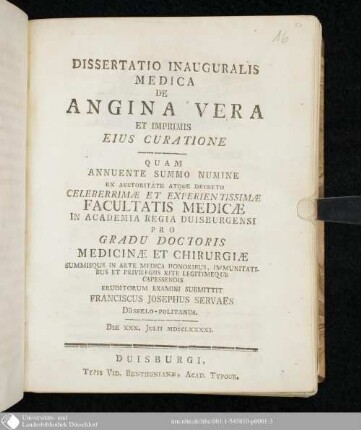 16
DISSERTATIO INAUGURALIS
MEDICA
DE
ANGINA VERA
ET IMPRIMIS
EIUS CURATIONE
QUAM
ANNUENTE SUMMO NUMINE
EX AUCTORITATE ATQUE DECRETO
CELEBERRIMÆ ET EXPERIENTISSIMÆ
FACULTATIS MEDICÆ
IN ACADEMIA REGIA DUISBURGENSI
PRO
GRADU DOCTORIS
MEDICINÆ ET CHIRURGIÆ
SUMMISQUE IN ARTE MEDICA HONORIBUS, IMMUNITATI-
BUS ET PRIVILEGIIS RITE LEGITIMEQUE
CAPESSENDIS
ERUDITORUM EXAMINI SUBMITTIT
FRANCISCUS JOSEPHUS SERVAES
DÜSSELO-POLITANUS.
DIE XXX. JULII MDCCLXXXXI.
DUISBURGI,
TYPIS VID. BENTHONIANÆ, ACAD. TYPOGR.
Universitäts- und
Landesbibliothek Düsseldorf